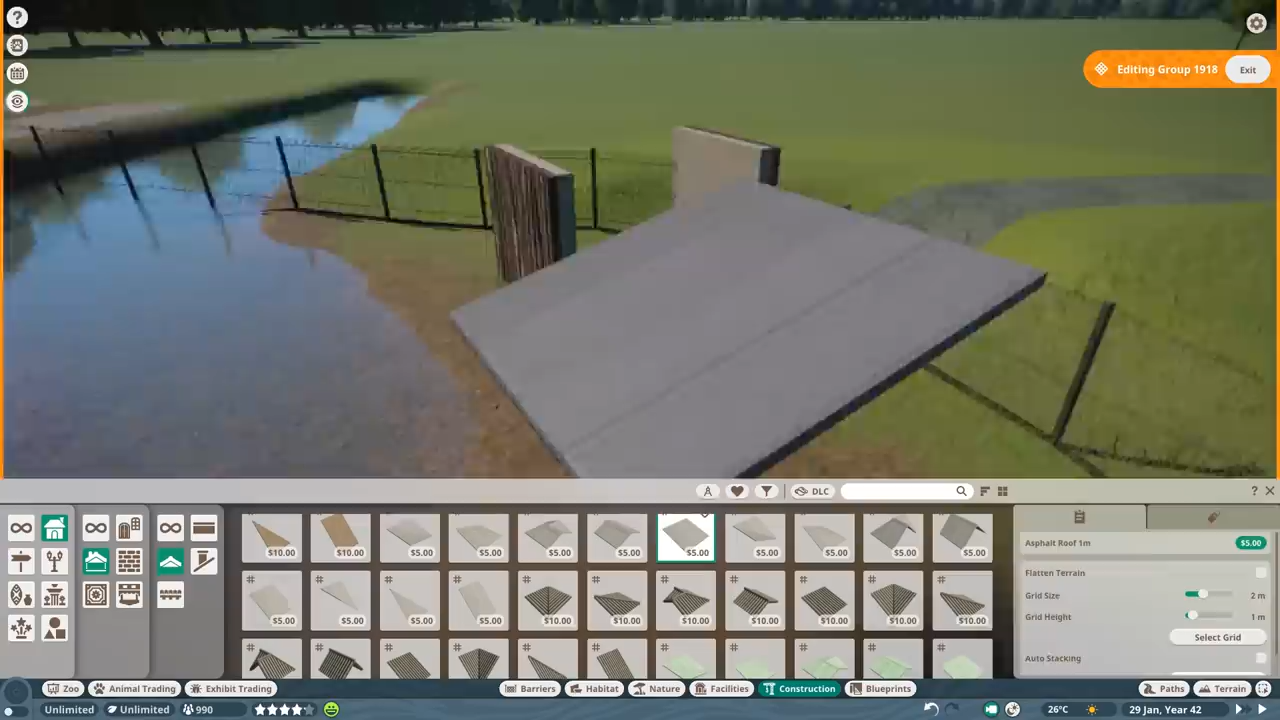 ?
Editing Group 1918 Exit
DLC
? ×
$10.00 $10.00 $5.00 $5.00 $5.00 $5.00 $5.00 $5.00 $5.00 $5.00 $5.00
$5.00 $5.00 $5.00 $5.00 $10.00 $10.00 $10.00 $10.00 $10.00 $10.00 $10.00
Asphalt Roof 1m $5.00
Flatten Terrain
Grid Size 2 m
Grid Height 1 m
Select Grid
Auto Stacking
Zoo Animal Trading Exhibit Trading Barriers Habitat Nature Facilities Construction Blueprints Paths Terrain
Unlimited Unlimited 990 26°C 29 Jan, Year 42